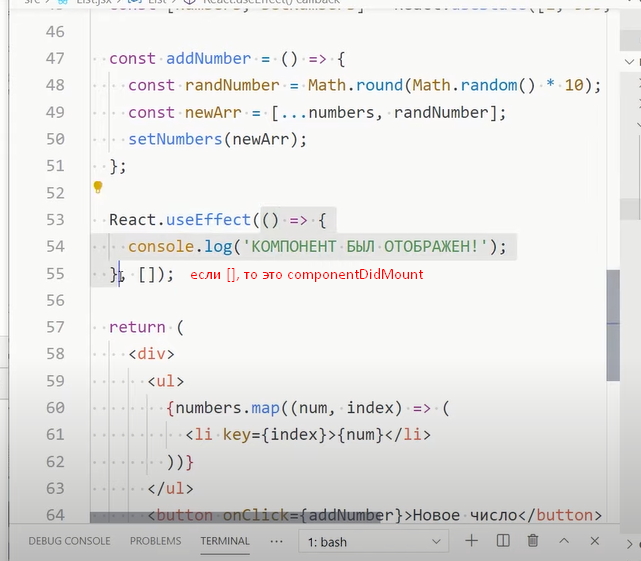 src > List.jsx > List > React.useEffect() callback
46
47 const addNumber = () => {
48 const randNumber = Math.round(Math.random() * 10);
49 const newArr = [...numbers, randNumber];
50 setNumbers(newArr);
51 };
52
53 React.useEffect(() => {
54 console.log('КОМПОНЕНТ БЫЛ ОТОБРАЖЕН!');
55 }, []); если [], то это componentDidMount
56
57 return (
58 <div>
59 <ul>
60 {numbers.map((num, index) => (
61 <li key={index}>{num}</li>
62 ))}
63 </ul>
64 <button onClick={addNumber}>Новое число</button>
DEBUG CONSOLE PROBLEMS TERMINAL ··· 1: bash